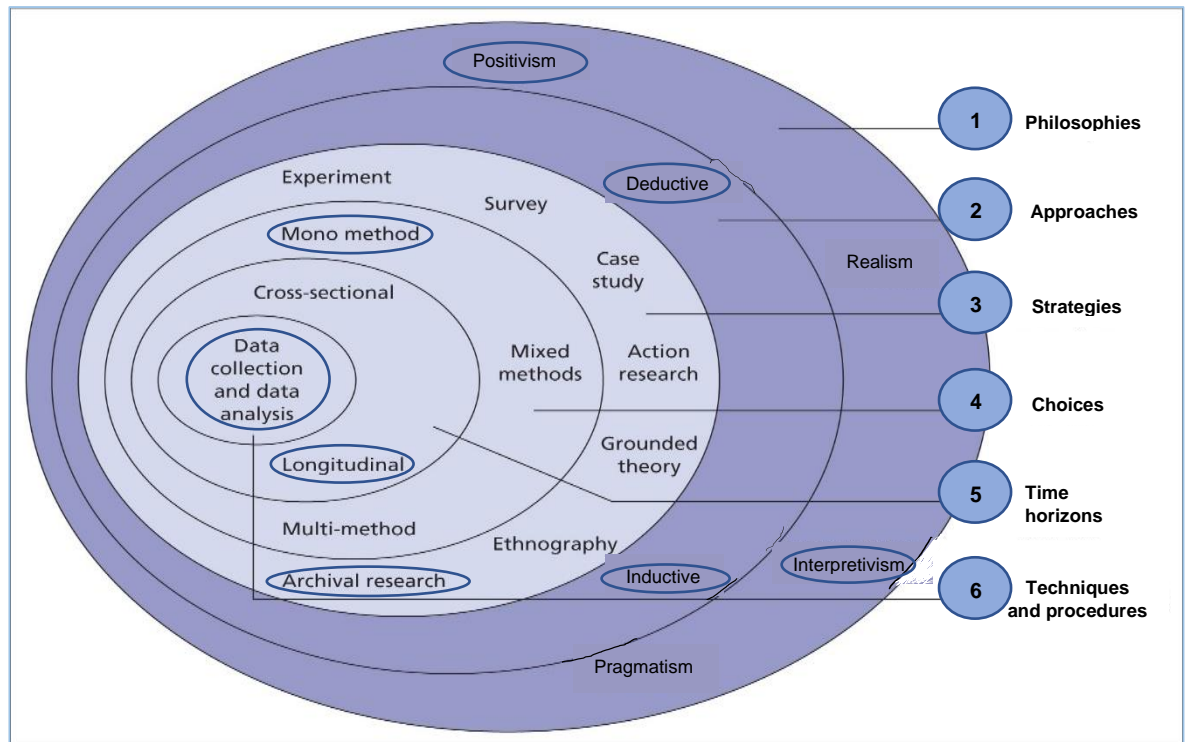 Positivism
1
Philosophies
Experiment
Deductive
Survey
2
Approaches
Mono method
Case
study
Realism
Cross-sectional
3
Strategies
Data
collection
and data
analysis
Mixed
methods
Action
research
4
Choices
Longitudinal
Grounded
theory
5
Time
horizons
Multi-method
Ethnography
Archival research
Inductive
Interpretivism
6
Techniques
and procedures
Pragmatism